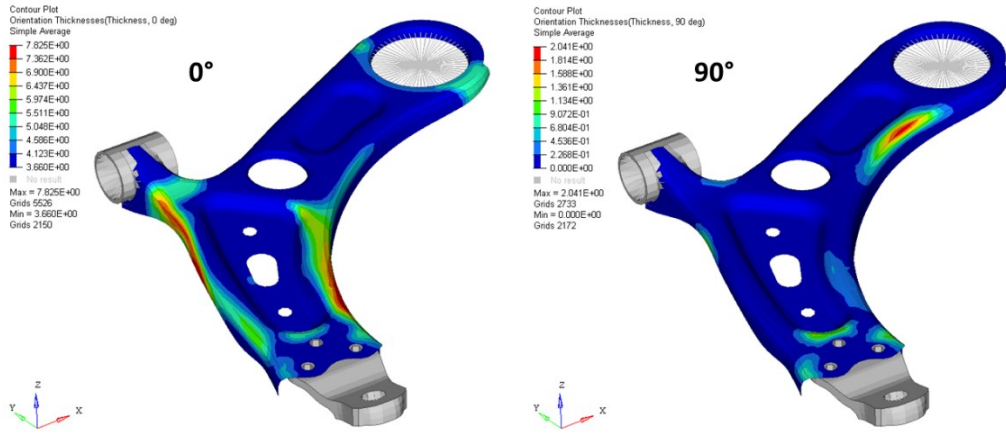 Contour Plot
Orientation Thicknesses(Thickness, 0 deg)
Simple Average
7.825E+00
7.362E+00
6.900E+00
6.437E+00
5.974E+00
5.511E+00
5.048E+00
4.586E+00
4.123E+00
3.660E+00
No result
Max = 7.825E+00
Grids 5526
Min = 3.660E+00
Grids 2150
0°
Z
Y
X
Contour Plot
Orientation Thicknesses(Thickness, 90 deg)
Simple Average
2.041E+00
1.814E+00
1.588E+00
1.361E+00
1.134E+00
9.072E-01
6.804E-01
4.536E-01
2.268E-01
0.000E+00
No result
Max = 2.041E+00
Grids 2733
Min = 0.000E+00
Grids 2172
90°
Z
Y
X